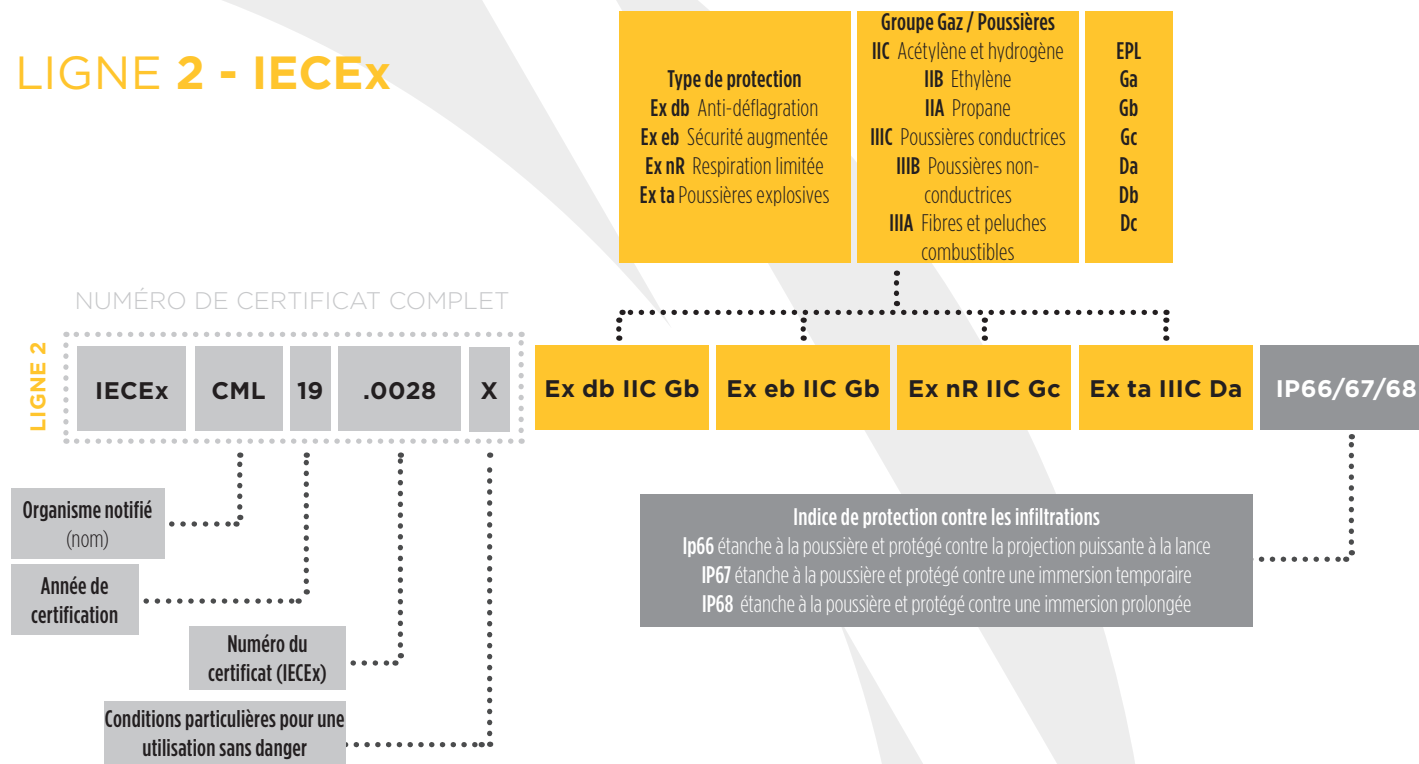 LIGNE 2 - IECEx
Type de protection
Ex db Anti-déflagration
Ex eb Sécurité augmentée
Ex nR Respiration limitée
Ex ta Poussières explosives
Groupe Gaz / Poussières
IIC Acétylène et hydrogène
IIB Ethylène
IIA Propane
IIIC Poussières conductrices
IIIB Poussières non-
conductrices
IIIA Fibres et peluches
combustibles
EPL
Ga
Gb
Gc
Da
Db
Dc
NUMÉRO DE CERTIFICAT COMPLET
LIGNE 2
IECEx CML 19 .0028 X Ex db IIC Gb Ex eb IIC Gb Ex nR IIC Gc Ex ta IIIC Da IP66/67/68
Organisme notifié
(nom)
Année de
certification
Numéro du
certificat (IECEx)
Conditions particulières pour une
utilisation sans danger
Indice de protection contre les infiltrations
Ip66 étanche à la poussière et protégé contre la projection puissante à la lance
IP67 étanche à la poussière et protégé contre une immersion temporaire
IP68 étanche à la poussière et protégé contre une immersion prolongée